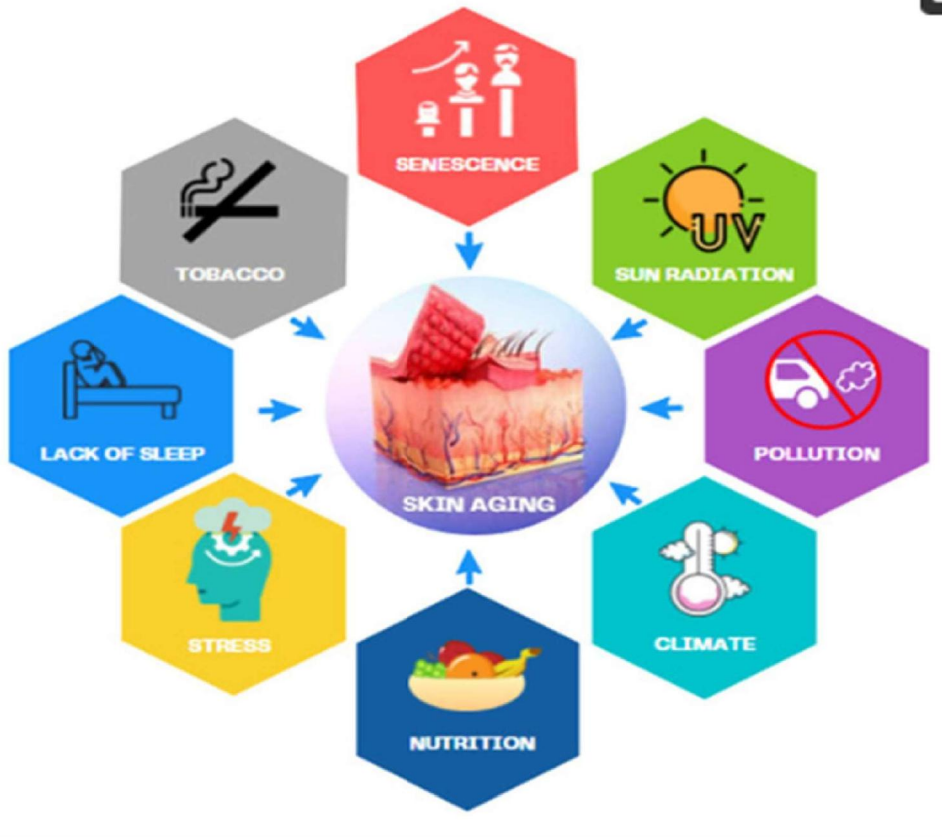 SENESCENCE
TOBACCO
UV
SUN RADIATION
LACK OF SLEEP
POLLUTION
SKIN AGING
STRESS
CLIMATE
NUTRITION